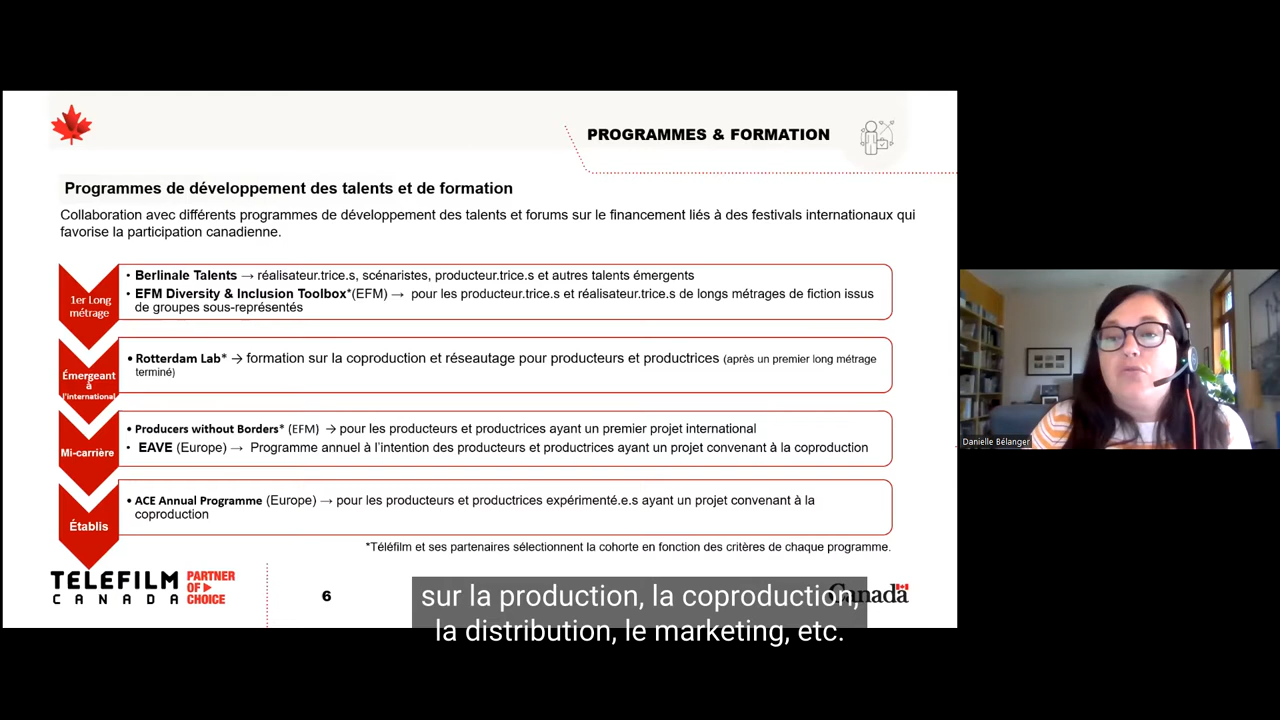 PROGRAMMES & FORMATION
Programmes de développement des talents et de formation
Collaboration avec différents programmes de développement des talents et forums sur le financement liés à des festivals internationaux qui
favorise la participation canadienne.
1er Long
métrage
• Berlinale Talents → réalisateur.trice.s, scénaristes, producteur.trice.s et autres talents émergents
• EFM Diversity & Inclusion Toolbox*(EFM) → pour les producteur.trice.s et réalisateur.trice.s de longs métrages de fiction issus
de groupes sous-représentés
Émergeant
à
l'international
• Rotterdam Lab* → formation sur la coproduction et réseautage pour producteurs et productrices (après un premier long métrage
terminé)
Mi-carrière
• Producers without Borders* (EFM) → pour les producteurs et productrices ayant un premier projet international
• EAVE (Europe) → Programme annuel à l'intention des producteurs et productrices ayant un projet convenant à la coproduction
Établis
• ACE Annual Programme (Europe) → pour les producteurs et productrices expérimenté.e.s ayant un projet convenant à la
coproduction
*Téléfilm et ses partenaires sélectionnent la cohorte en fonction des critères de chaque programme.
TELEFILM
CANADA
PARTNER
OF
CHOICE
6
Canada
sur la production, la coproduction,
la distribution, le marketing, etc.
Danielle Bélanger